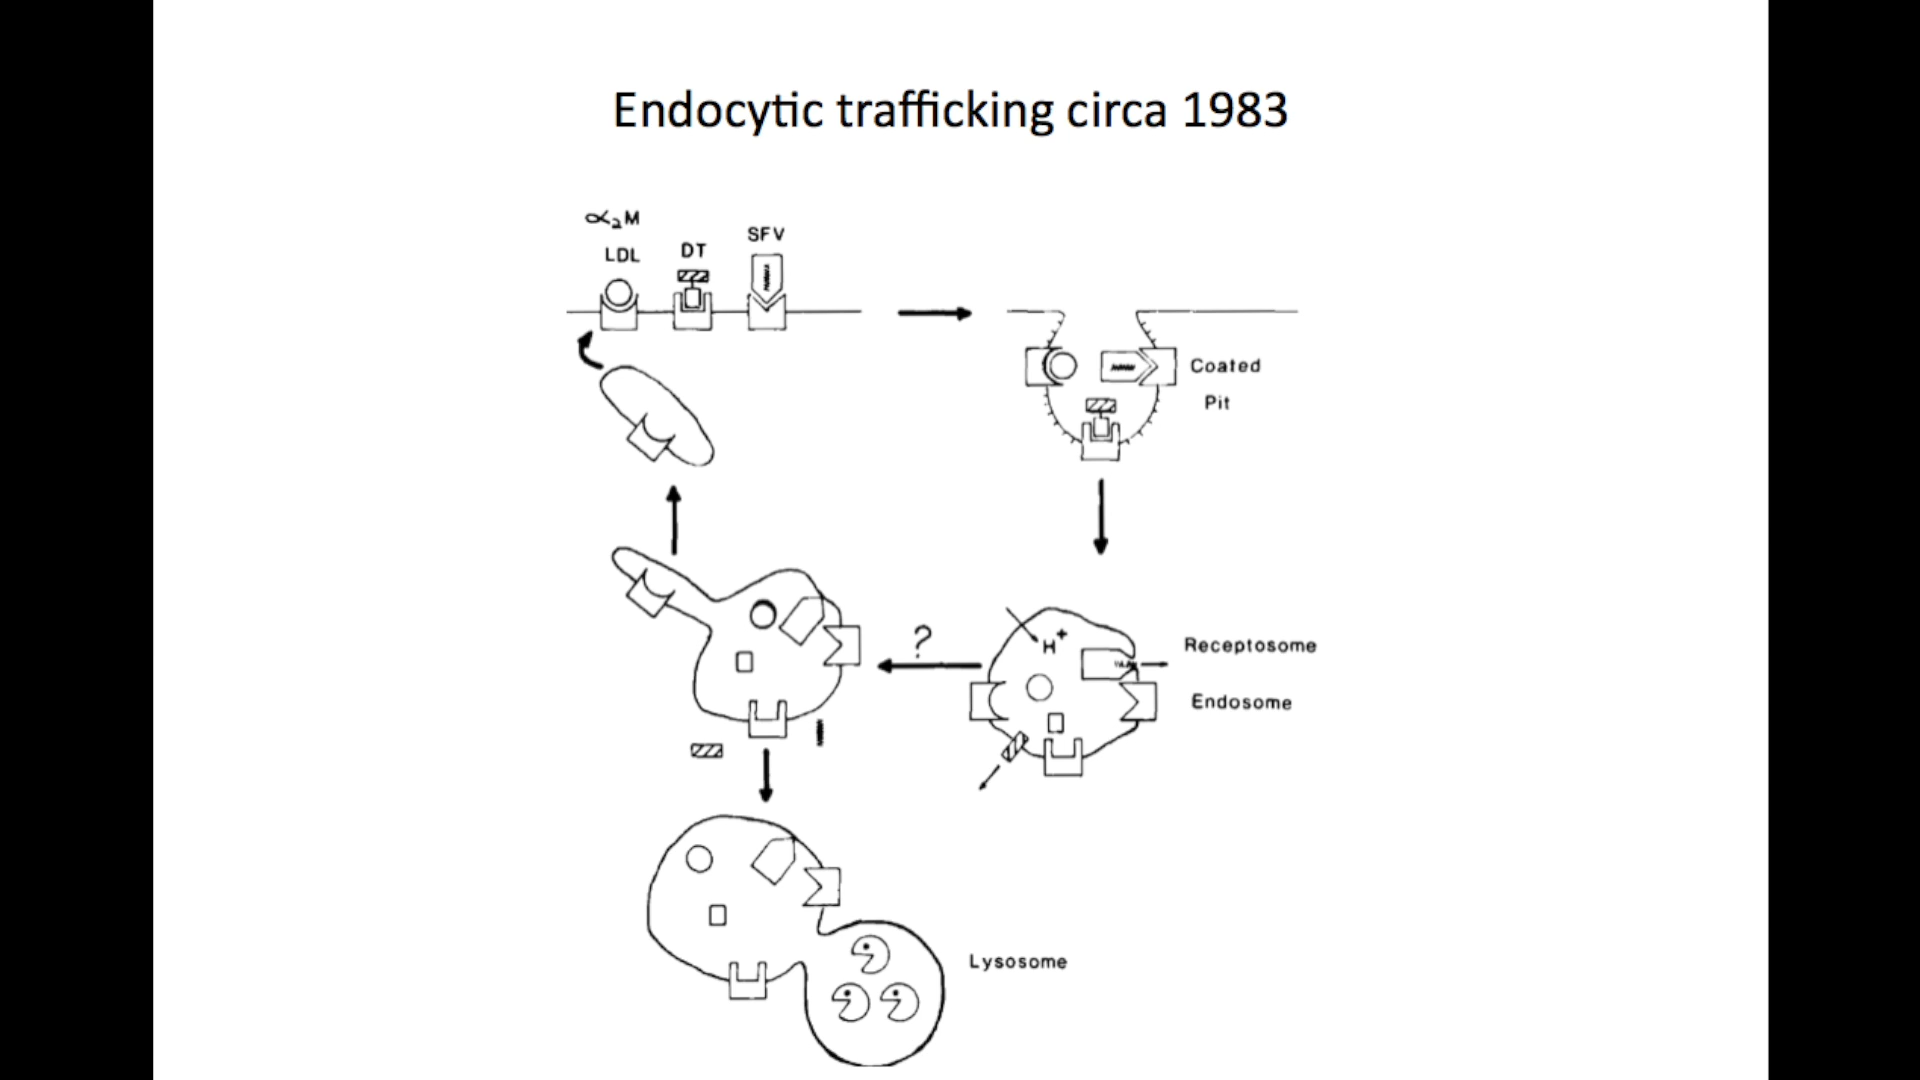 Endocytic trafficking circa 1983
α₂M
LDL
DT
SFV
Coated
Pit
?
H⁺
Receptosome
Endosome
Lysosome